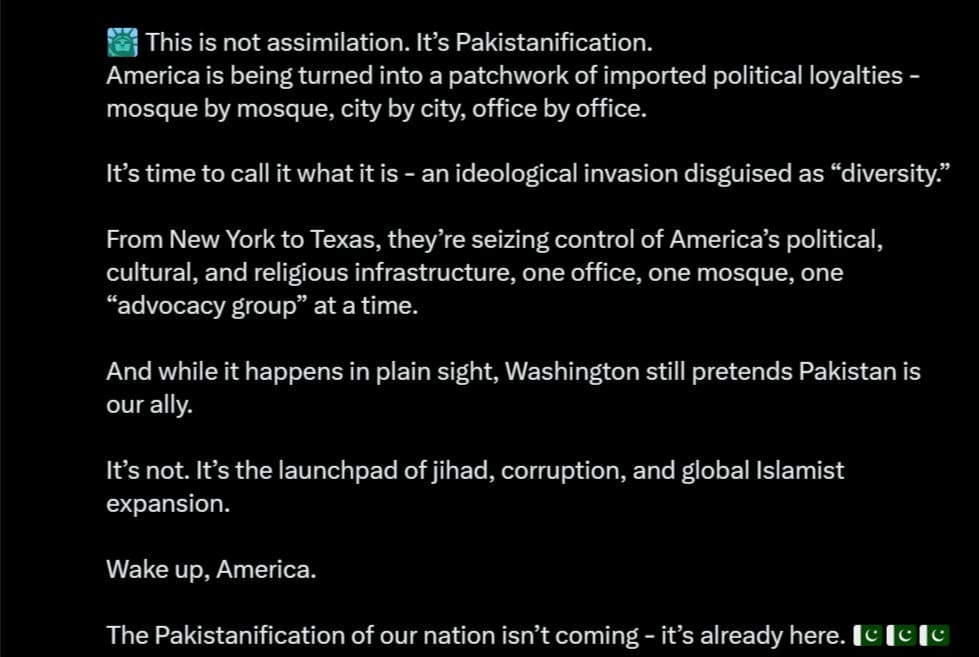 🗽 This is not assimilation. It’s Pakistanification.
America is being turned into a patchwork of imported political loyalties -
mosque by mosque, city by city, office by office.
It’s time to call it what it is - an ideological invasion disguised as “diversity.”
From New York to Texas, they’re seizing control of America’s political,
cultural, and religious infrastructure, one office, one mosque, one
“advocacy group” at a time.
And while it happens in plain sight, Washington still pretends Pakistan is
our ally.
It’s not. It’s the launchpad of jihad, corruption, and global Islamist
expansion.
Wake up, America.
The Pakistanification of our nation isn’t coming - it’s already here. 🇵🇰🇵🇰🇵🇰